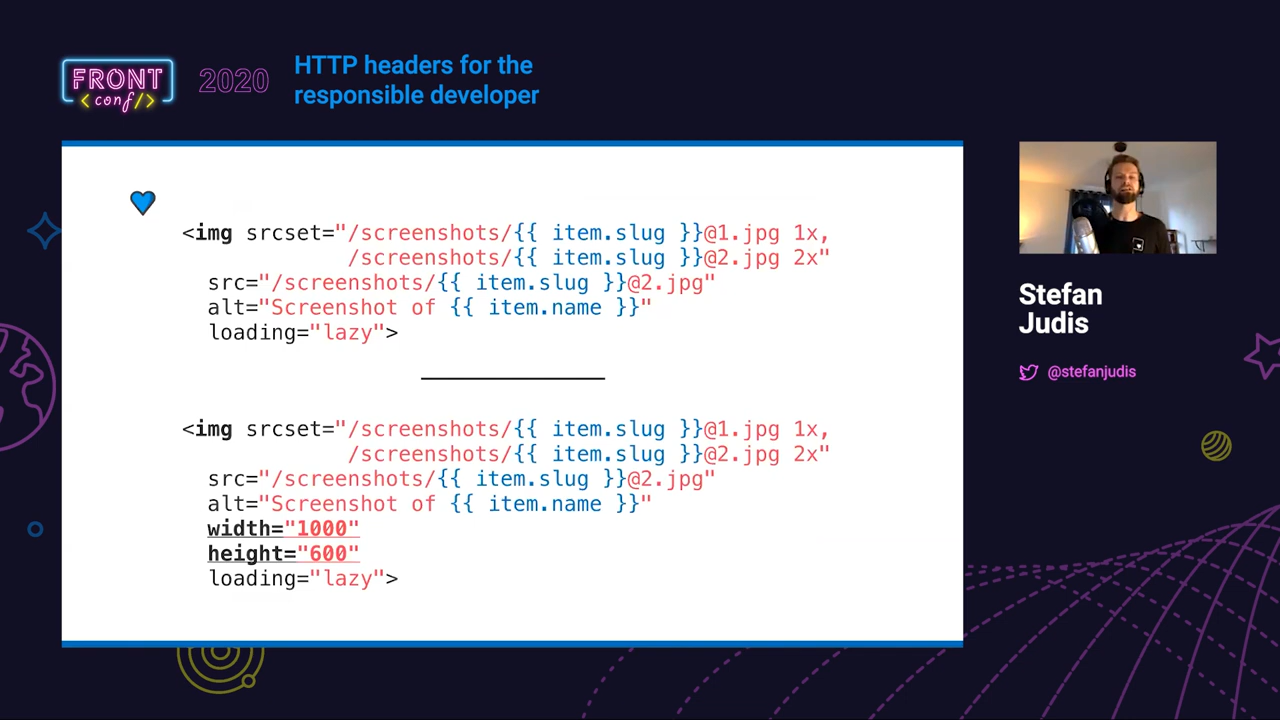 FRONT
<conf/>
2020
HTTP headers for the
responsible developer
<img srcset="/screenshots/{{ item.slug }}@1.jpg 1x,
/screenshots/{{ item.slug }}@2.jpg 2x"
src="/screenshots/{{ item.slug }}@2.jpg"
alt="Screenshot of {{ item.name }}"
loading="lazy">
<img srcset="/screenshots/{{ item.slug }}@1.jpg 1x,
/screenshots/{{ item.slug }}@2.jpg 2x"
src="/screenshots/{{ item.slug }}@2.jpg"
alt="Screenshot of {{ item.name }}"
width="1000"
height="600"
loading="lazy">
Stefan
Judis
@stefanjudis